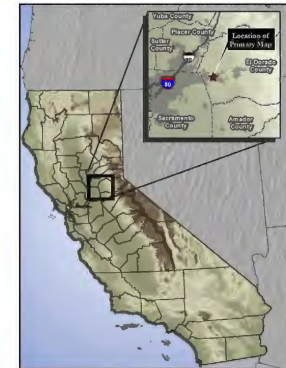 Yuba County
Placer County
Sutter
County
Location of
Primary Map
El Dorado
County
80
Sacramento
County
Amador
County